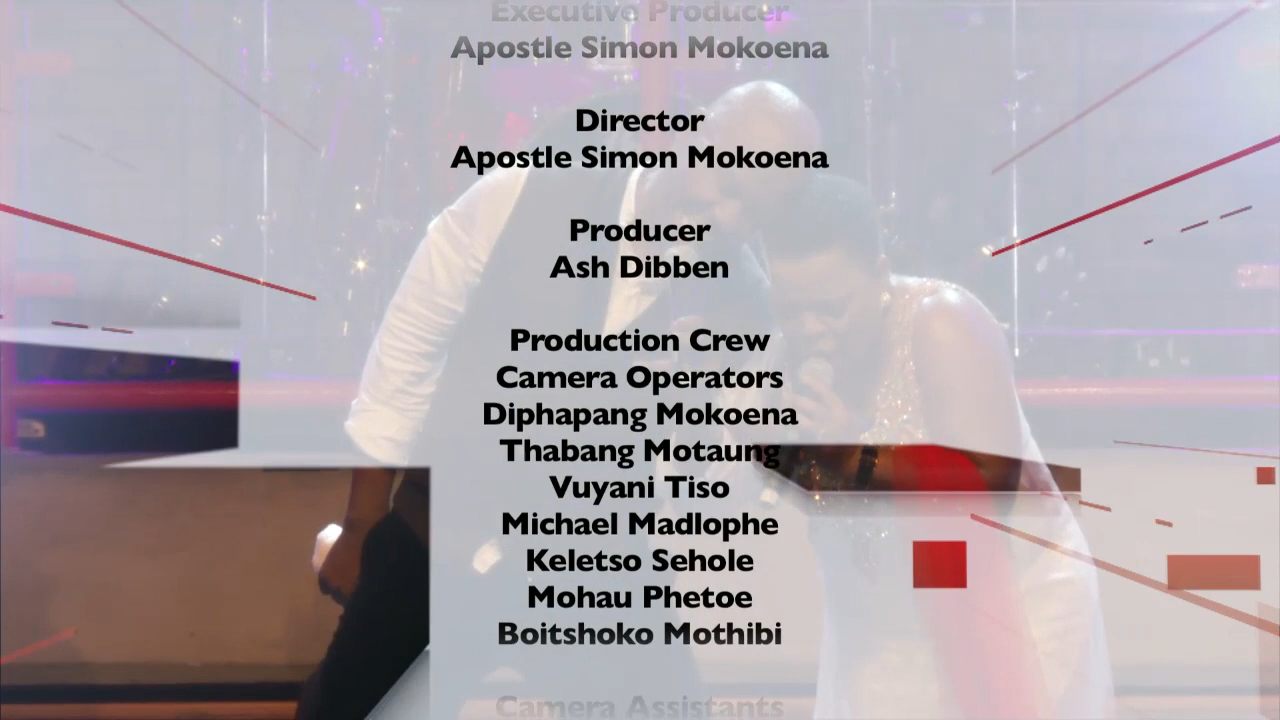 Executive Producer
Apostle Simon Mokoena
Director
Apostle Simon Mokoena
Producer
Ash Dibben
Production Crew
Camera Operators
Diphapang Mokoena
Thabang Motaung
Vuyani Tiso
Michael Madlophe
Keletso Sehole
Mohau Phetoe
Boitshoko Mothibi
Camera Assistants